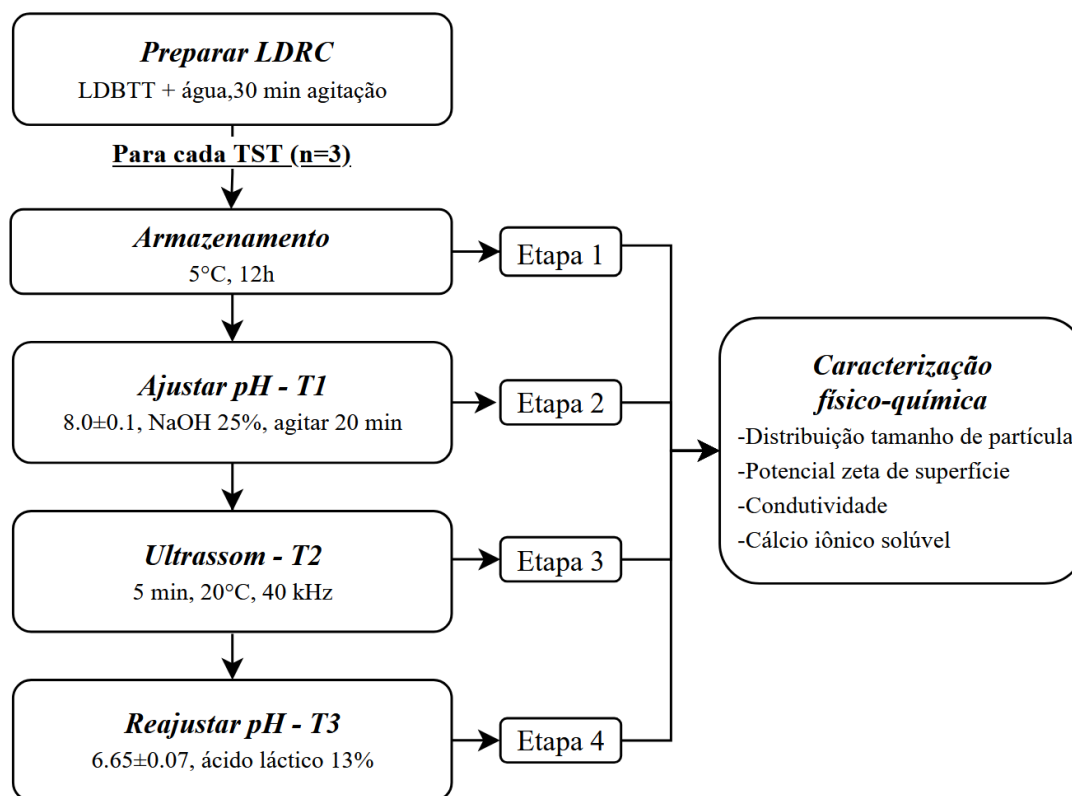 Preparar LDRC
LDBTT + água,30 min agitação
Para cada TST (n=3)
Armazenamento
5°C, 12h
Etapa 1
Ajustar pH - T1
8.0±0.1, NaOH 25%, agitar 20 min
Etapa 2
Ultrassom - T2
5 min, 20°C, 40 kHz
Etapa 3
Reajustar pH - T3
6.65±0.07, ácido láctico 13%
Etapa 4
Caracterização
físico-química
-Distribuição tamanho de partícula
-Potencial zeta de superfície
-Condutividade
-Cálcio iônico solúvel